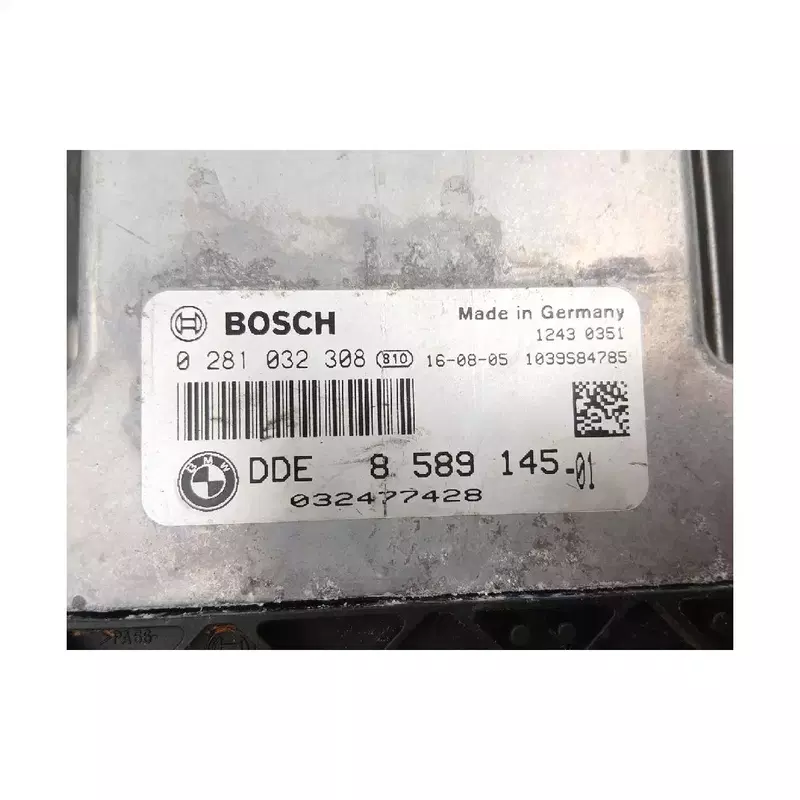 BOSCH Made in Germany
1243 0351
0 281 032 308 810 16-08-05 1039S84785
BMW DDE 8 589 145-01
032477428